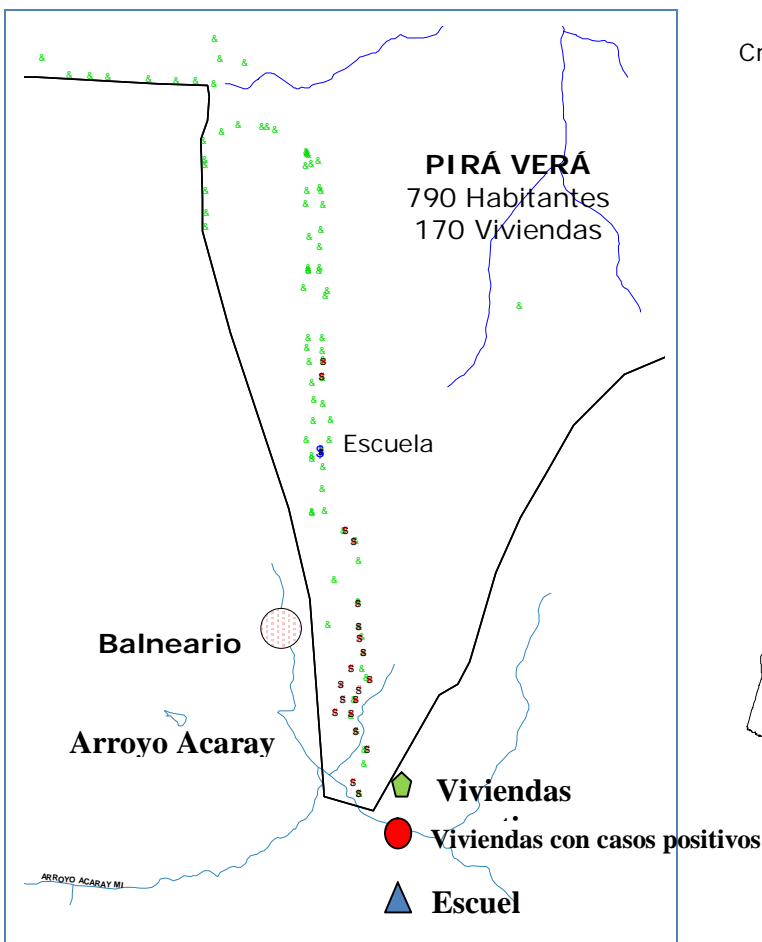 Cr
PIRÁ VERÁ
790 Habitantes
170 Viviendas
Escuela
Balneario
Arroyo Acaray
Viviendas
Viviendas con casos positivos
ARROYO ACARAY MI
Escuel